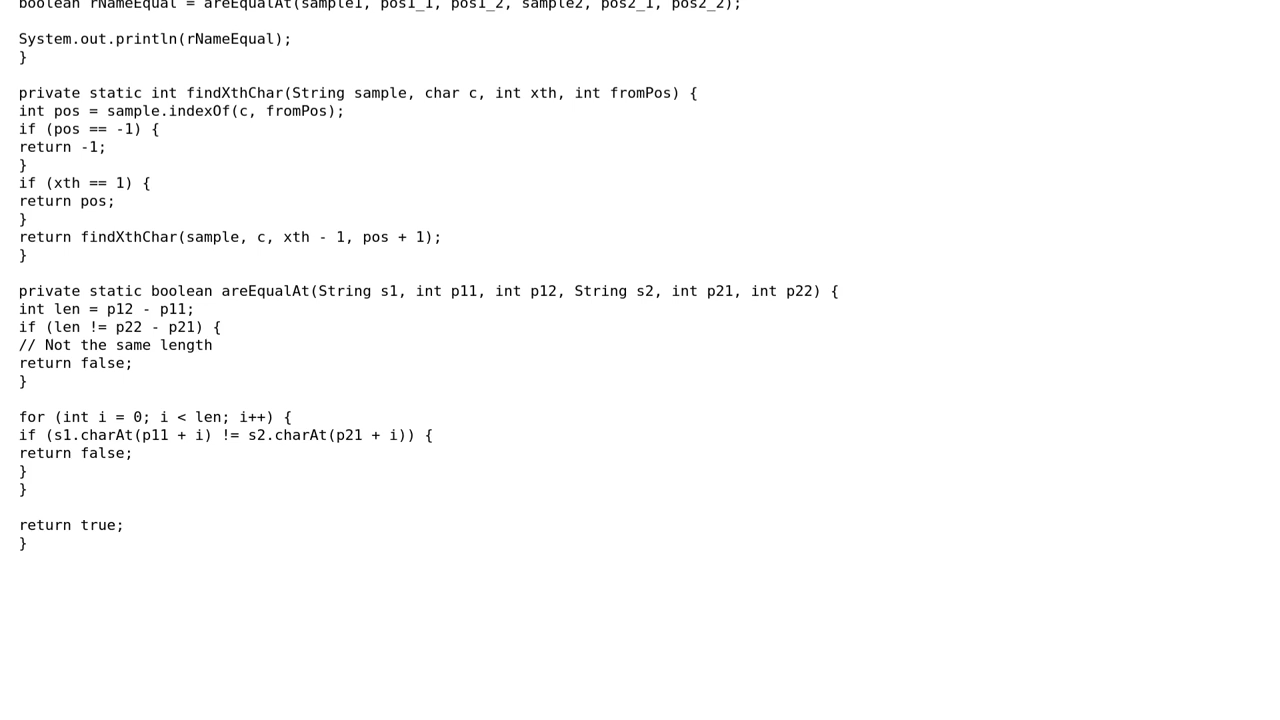 boolean rNameEqual = areEqualAt(sample1, pos1_1, pos1_2, sample2, pos2_1, pos2_2);
System.out.println(rNameEqual);
}
private static int findXthChar(String sample, char c, int xth, int fromPos) {
int pos = sample.indexOf(c, fromPos);
if (pos == -1) {
return -1;
}
if (xth == 1) {
return pos;
}
return findXthChar(sample, c, xth - 1, pos + 1);
}
private static boolean areEqualAt(String s1, int p11, int p12, String s2, int p21, int p22) {
int len = p12 - p11;
if (len != p22 - p21) {
// Not the same length
return false;
}
for (int i = 0; i < len; i++) {
if (s1.charAt(p11 + i) != s2.charAt(p21 + i)) {
return false;
}
}
return true;
}